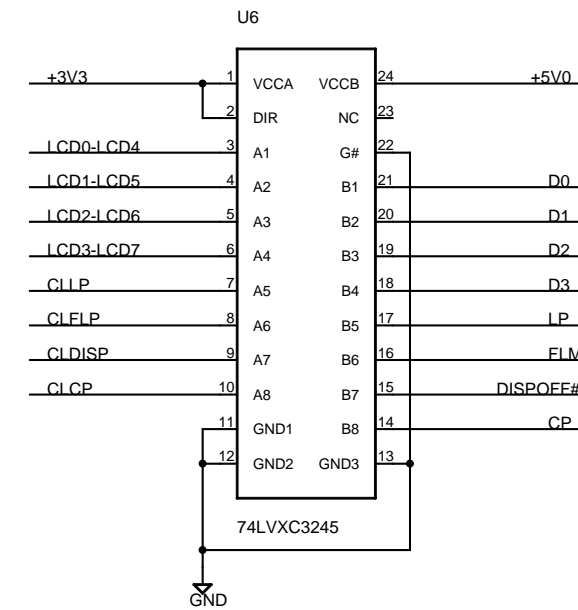 U6
+3V3 1 VCCA VCCB 24 +5V0
2 DIR NC 23
LCD0-LCD4 3 A1 G# 22
LCD1-LCD5 4 A2 B1 21 D0
LCD2-LCD6 5 A3 B2 20 D1
LCD3-LCD7 6 A4 B3 19 D2
CLLP 7 A5 B4 18 D3
CLFLP 8 A6 B5 17 LP
CLDISP 9 A7 B6 16 FLM
CLCP 10 A8 B7 15 DISPOFF#
11 GND1 B8 14 CP
12 GND2 GND3 13
74LVXC3245
GND